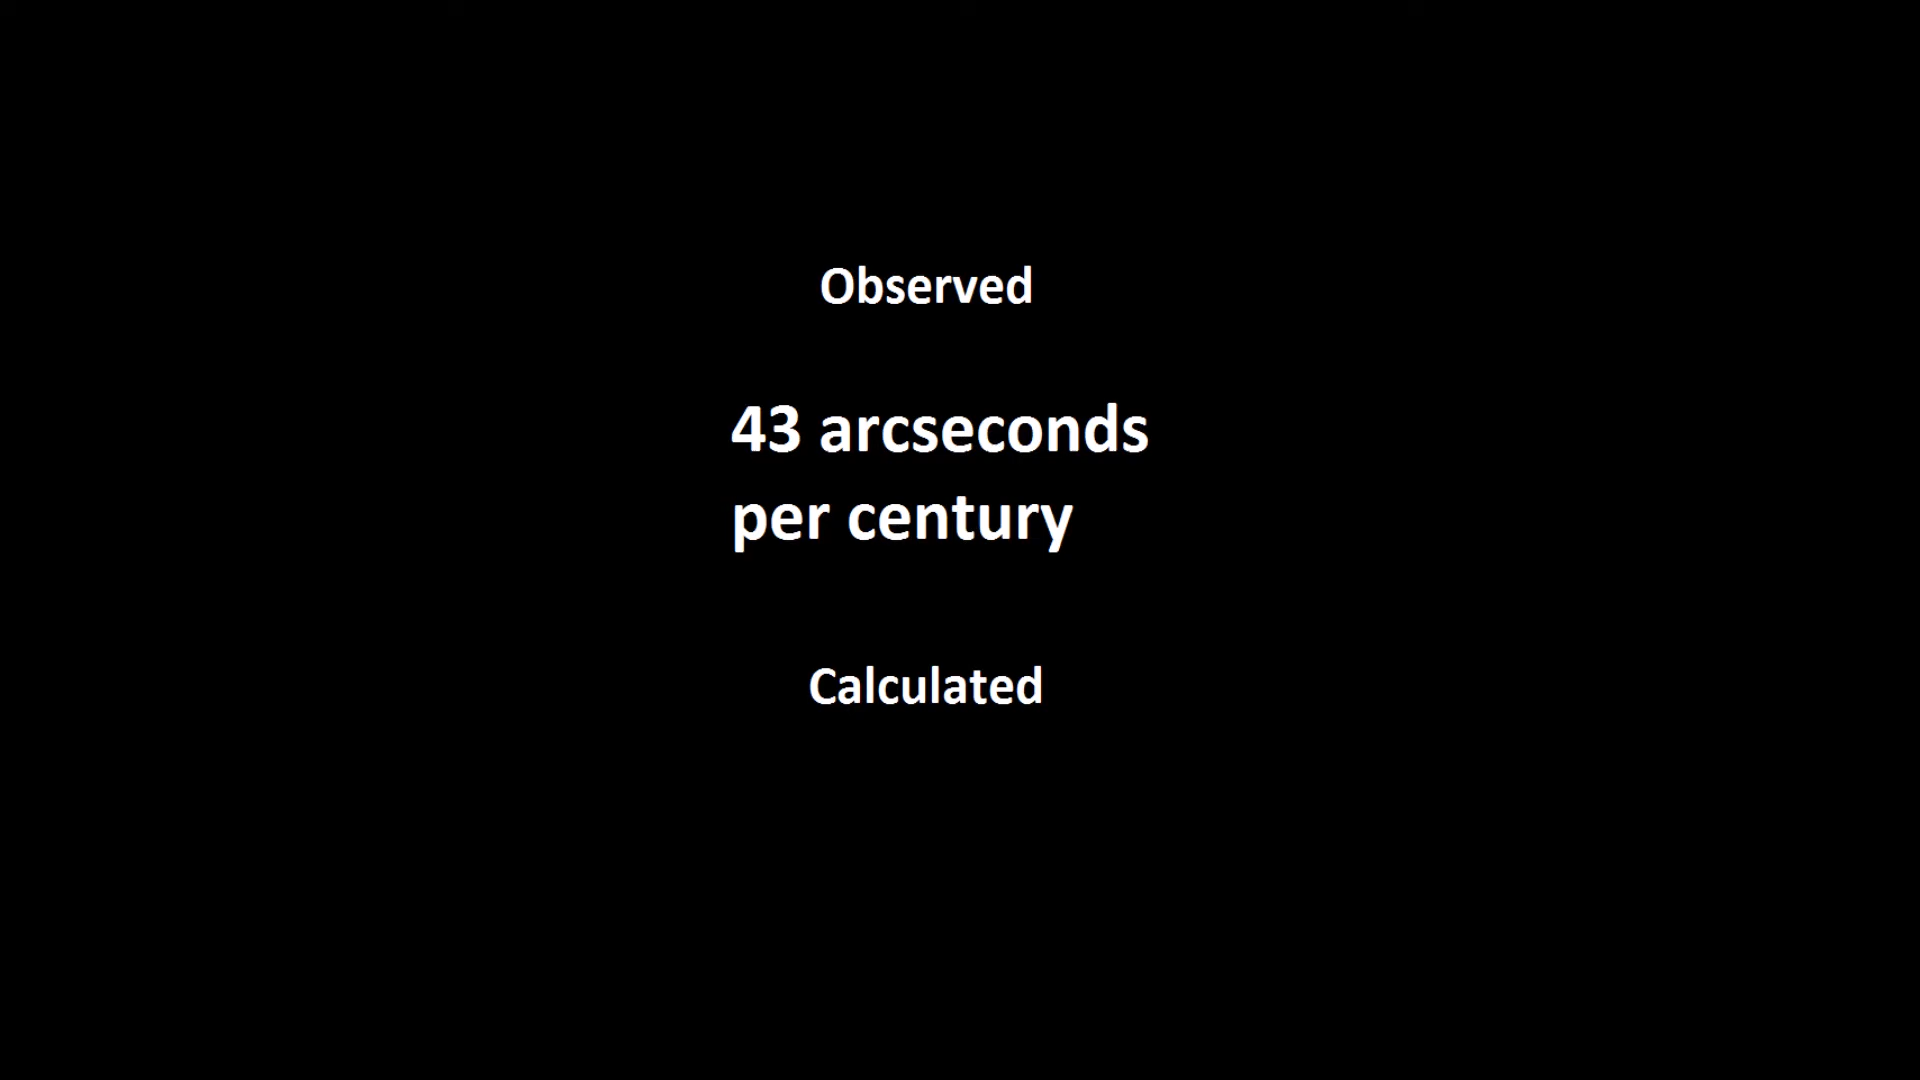 Observed
43 arcseconds
per century
Calculated